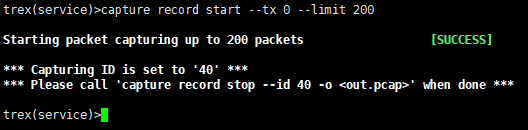 trex(service)>capture record start --tx 0 --limit 200
Starting packet capturing up to 200 packets [SUCCESS]
*** Capturing ID is set to '40' ***
*** Please call 'capture record stop --id 40 -o <out.pcap>' when done ***
trex(service)>